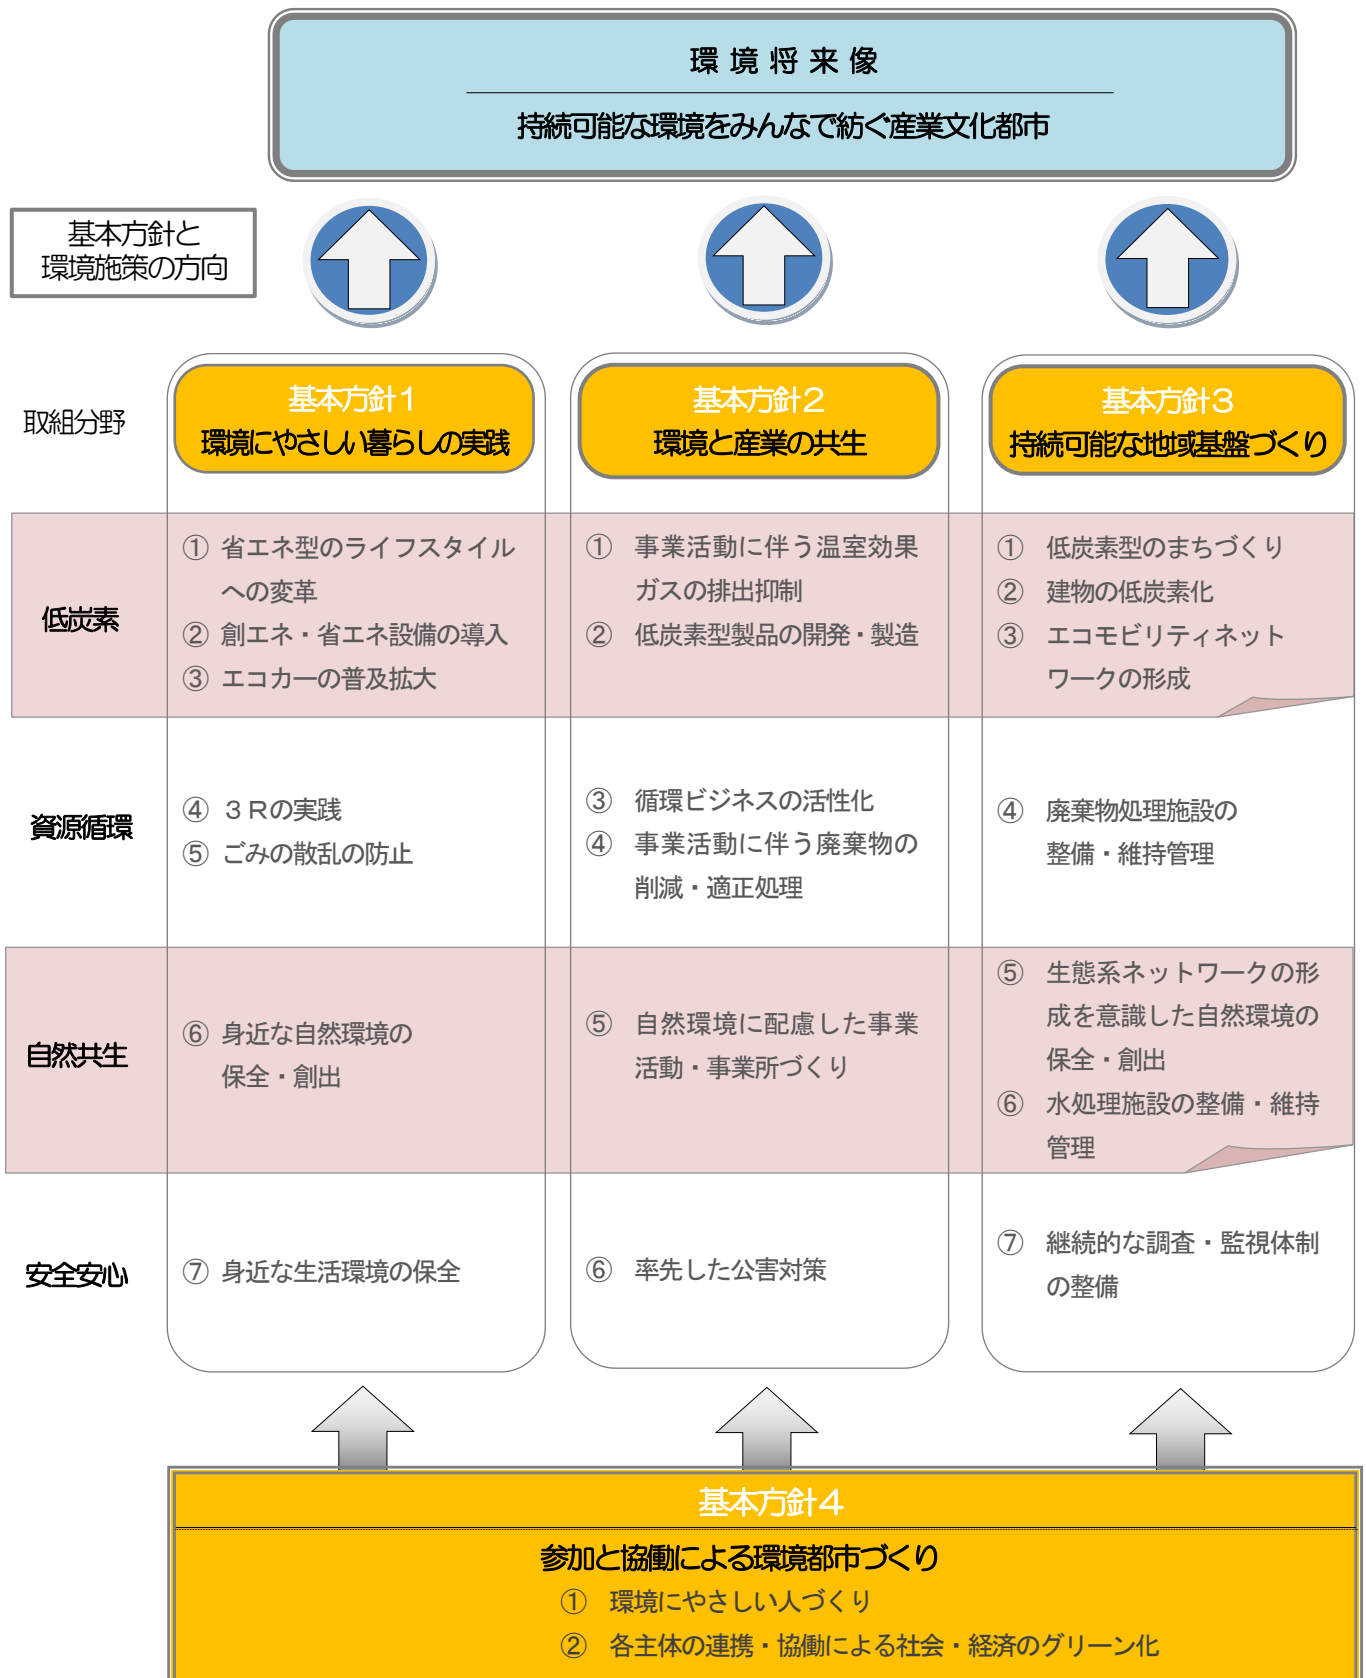 環境将来像
持続可能な環境をみんなで紡ぐ産業文化都市
基本方針と
環境施策の方向
取組分野
基本方針１
環境にやさしい暮らしの実践
基本方針２
環境と産業の共生
基本方針３
持続可能な地域基盤づくり
低炭素
① 省エネ型のライフスタイル
への変革
② 創エネ・省エネ設備の導入
③ エコカーの普及拡大
① 事業活動に伴う温室効果
ガスの排出抑制
② 低炭素型製品の開発・製造
① 低炭素型のまちづくり
② 建物の低炭素化
③ エコモビリティネット
ワークの形成
資源循環
④ ３Ｒの実践
⑤ ごみの散乱の防止
③ 循環ビジネスの活性化
④ 事業活動に伴う廃棄物の
削減・適正処理
④ 廃棄物処理施設の
整備・維持管理
自然共生
⑥ 身近な自然環境の
保全・創出
⑤ 自然環境に配慮した事業
活動・事業所づくり
⑤ 生態系ネットワークの形
成を意識した自然環境の
保全・創出
⑥ 水処理施設の整備・維持
管理
安全安心
⑦ 身近な生活環境の保全
⑥ 率先した公害対策
⑦ 継続的な調査・監視体制
の整備
基本方針４
参加と協働による環境都市づくり
① 環境にやさしい人づくり
② 各主体の連携・協働による社会・経済のグリーン化